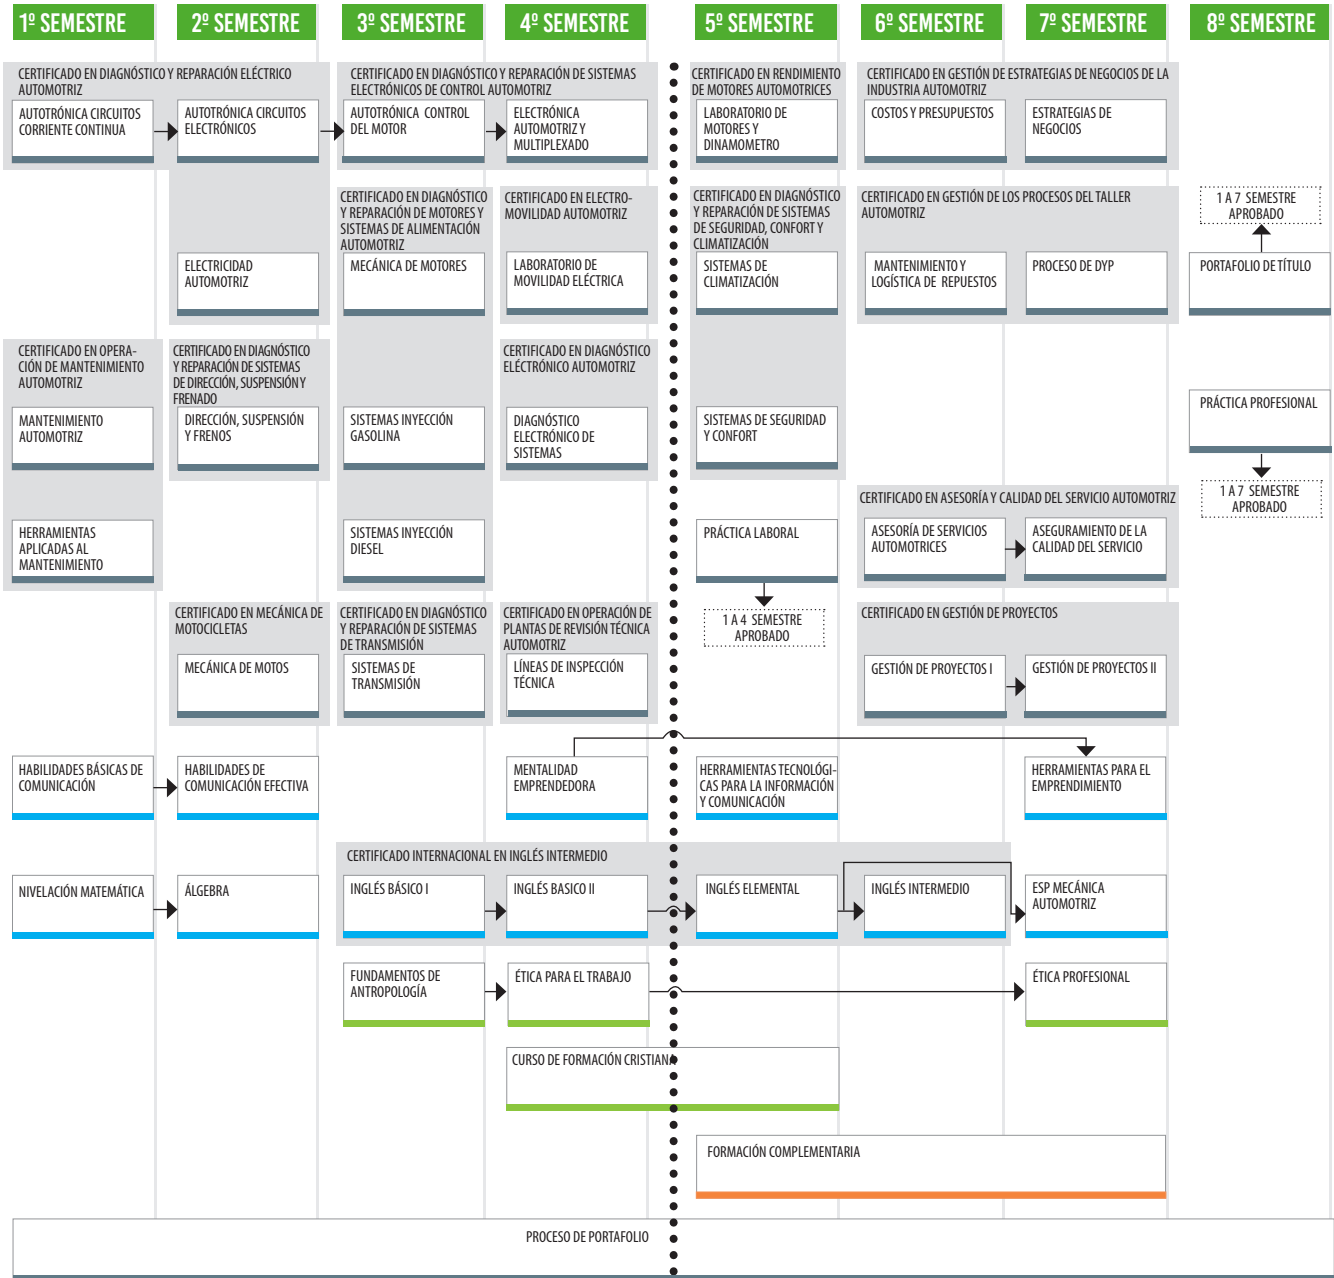 1º SEMESTRE
2º SEMESTRE
3º SEMESTRE
4º SEMESTRE
5º SEMESTRE
6º SEMESTRE
7º SEMESTRE
8º SEMESTRE
CERTIFICADO EN DIAGNÓSTICO Y REPARACIÓN ELÉCTRICO
AUTOMOTRIZ
CERTIFICADO EN DIAGNÓSTICO Y REPARACIÓN DE SISTEMAS
ELECTRÓNICOS DE CONTROL AUTOMOTRIZ
CERTIFICADO EN RENDIMIENTO
DE MOTORES AUTOMOTRICES
CERTIFICADO EN GESTIÓN DE ESTRATEGIAS DE NEGOCIOS DE LA
INDUSTRIA AUTOMOTRIZ
AUTOTRÓNICA CIRCUITOS
CORRIENTE CONTINUA
AUTOTRÓNICA CIRCUITOS
ELECTRÓNICOS
AUTOTRÓNICA CONTROL
DEL MOTOR
ELECTRÓNICA
AUTOMOTRIZ Y
MULTIPLEXADO
LABORATORIO DE
MOTORES Y
DINAMOMETRO
COSTOS Y PRESUPUESTOS
ESTRATEGIAS DE
NEGOCIOS
CERTIFICADO EN DIAGNÓSTICO
Y REPARACIÓN DE MOTORES Y
SISTEMAS DE ALIMENTACIÓN
AUTOMOTRIZ
CERTIFICADO EN ELECTRO-
MOVILIDAD AUTOMOTRIZ
CERTIFICADO EN DIAGNÓSTICO
Y REPARACIÓN DE SISTEMAS
DE SEGURIDAD, CONFORT Y
CLIMATIZACIÓN
CERTIFICADO EN GESTIÓN DE LOS PROCESOS DEL TALLER
AUTOMOTRIZ
1 A 7 SEMESTRE
APROBADO
ELECTRICIDAD
AUTOMOTRIZ
MECÁNICA DE MOTORES
LABORATORIO DE
MOVILIDAD ELÉCTRICA
SISTEMAS DE
CLIMATIZACIÓN
MANTENIMIENTO Y
LOGÍSTICA DE REPUESTOS
PROCESO DE DYP
PORTAFOLIO DE TÍTULO
CERTIFICADO EN OPERA-
CIÓN DE MANTENIMIENTO
AUTOMOTRIZ
CERTIFICADO EN DIAGNÓSTICO
Y REPARACIÓN DE SISTEMAS
DE DIRECCIÓN, SUSPENSIÓN Y
FRENADO
CERTIFICADO EN DIAGNÓSTICO
ELÉCTRÓNICO AUTOMOTRIZ
MANTENIMIENTO
AUTOMOTRIZ
DIRECCIÓN, SUSPENSIÓN
Y FRENOS
SISTEMAS INYECCIÓN
GASOLINA
DIAGNÓSTICO
ELECTRÓNICO DE
SISTEMAS
SISTEMAS DE SEGURIDAD
Y CONFORT
PRÁCTICA PROFESIONAL
1 A 7 SEMESTRE
APROBADO
CERTIFICADO EN ASESORÍA Y CALIDAD DEL SERVICIO AUTOMOTRIZ
HERRAMIENTAS
APLICADAS AL
MANTENIMIENTO
SISTEMAS INYECCIÓN
DIESEL
PRÁCTICA LABORAL
ASESORÍA DE SERVICIOS
AUTOMOTRICES
ASEGURAMIENTO DE LA
CALIDAD DEL SERVICIO
CERTIFICADO EN MECÁNICA DE
MOTOCICLETAS
CERTIFICADO EN DIAGNÓSTICO
Y REPARACIÓN DE SISTEMAS
DE TRANSMISIÓN
CERTIFICADO EN OPERACIÓN DE
PLANTAS DE REVISIÓN TÉCNICA
AUTOMOTRIZ
1 A 4 SEMESTRE
APROBADO
CERTIFICADO EN GESTIÓN DE PROYECTOS
MECÁNICA DE MOTOS
SISTEMAS DE
TRANSMISIÓN
LÍNEAS DE INSPECCIÓN
TÉCNICA
GESTIÓN DE PROYECTOS I
GESTIÓN DE PROYECTOS II
HABILIDADES BÁSICAS DE
COMUNICACIÓN
HABILIDADES DE
COMUNICACIÓN EFECTIVA
MENTALIDAD
EMPRENDEDORA
HERRAMIENTAS TECNOLÓGI-
CAS PARA LA INFORMACIÓN
Y COMUNICACIÓN
HERRAMIENTAS PARA EL
EMPRENDIMIENTO
CERTIFICADO INTERNACIONAL EN INGLÉS INTERMEDIO
NIVELACIÓN MATEMÁTICA
ÁLGEBRA
INGLÉS BÁSICO I
INGLÉS BASICO II
INGLÉS ELEMENTAL
INGLÉS INTERMEDIO
ESP MECÁNICA
AUTOMOTRIZ
FUNDAMENTOS DE
ANTROPOLOGÍA
ÉTICA PARA EL TRABAJO
ÉTICA PROFESIONAL
CURSO DE FORMACIÓN CRISTIANA
FORMACIÓN COMPLEMENTARIA
PROCESO DE PORTAFOLIO